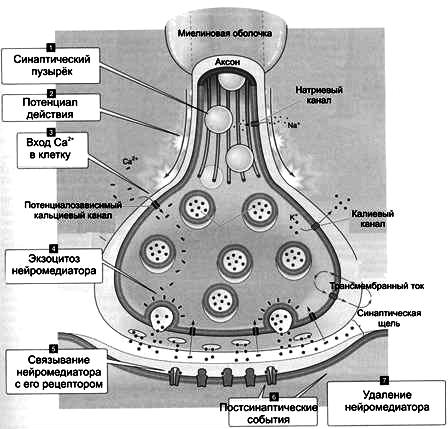 Миелиновая оболочка
Аксон
1
Синаптический
пузырёк
2
Потенциал
действия
3
Вход Ca²⁺
в клетку
Натриевый
канал
Na⁺
Ca²⁺
Потенциалозависимый
кальциевый канал
K⁺
Калиевый
канал
4
Экзоцитоз
нейромедиатора
Трансмембранный ток
Синаптическая
щель
5
Связывание
нейромедиатора
с его рецептором
6
Постсинаптические
события
7
Удаление
нейромедиатора